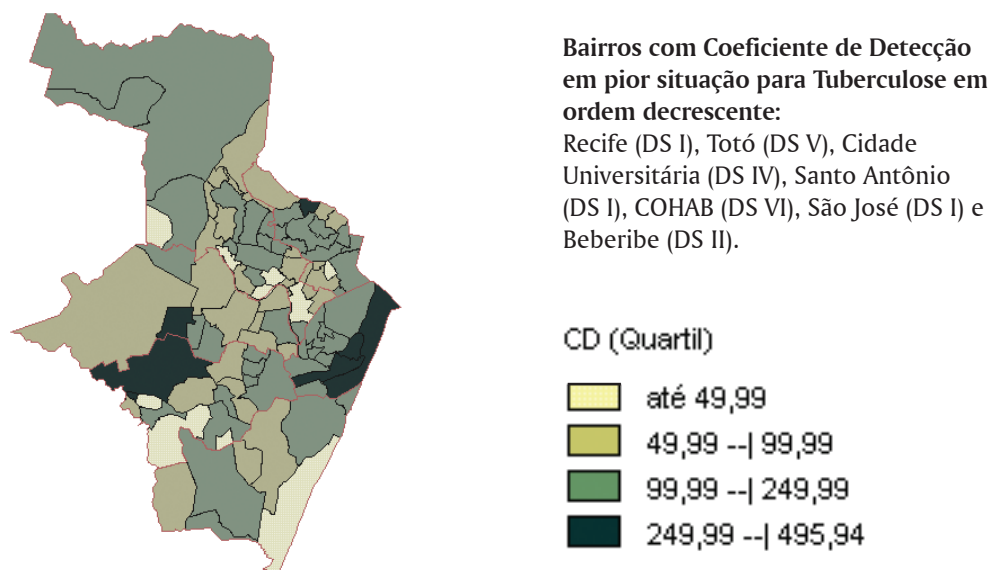 Bairros com Coeficiente de Detecção
em pior situação para Tuberculose em
ordem decrescente:
Recife (DS I), Totó (DS V), Cidade
Universitária (DS IV), Santo Antônio
(DS I), COHAB (DS VI), São José (DS I) e
Beberibe (DS II).
CD (Quartil)
até 49,99
49,99 --| 99,99
99,99 --| 249,99
249,99 --| 495,94